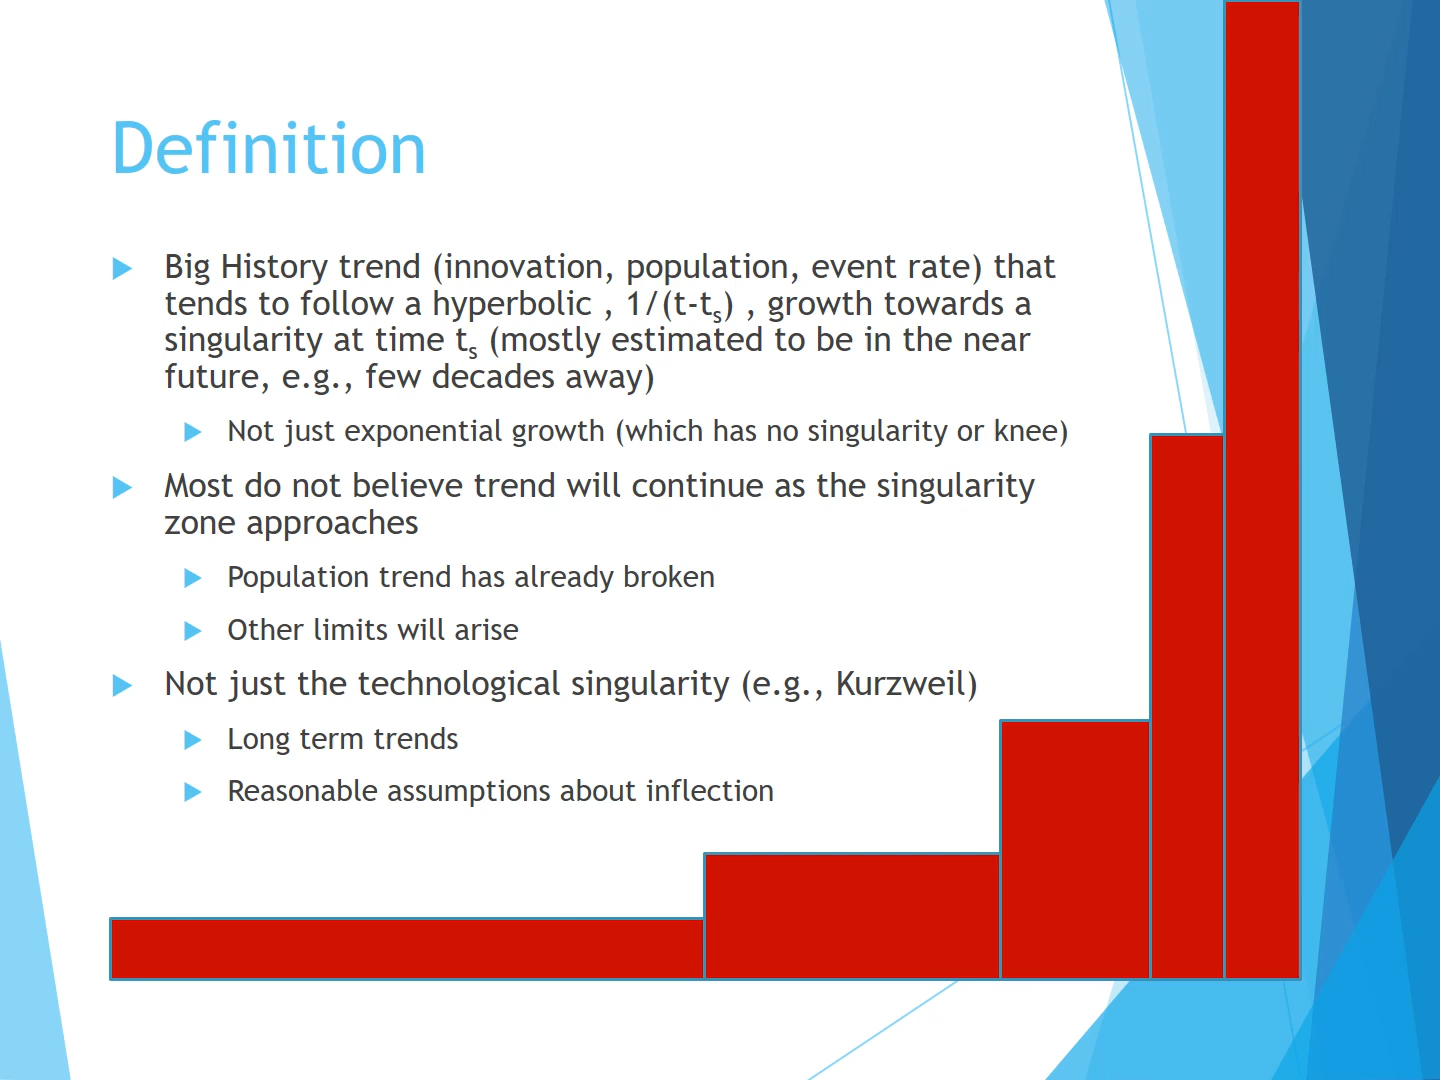 Definition
Big History trend (innovation, population, event rate) that
tends to follow a hyperbolic , 1/(t-ts) , growth towards a
singularity at time ts (mostly estimated to be in the near
future, e.g., few decades away)
Not just exponential growth (which has no singularity or knee)
Most do not believe trend will continue as the singularity
zone approaches
Population trend has already broken
Other limits will arise
Not just the technological singularity (e.g., Kurzweil)
Long term trends
Reasonable assumptions about inflection